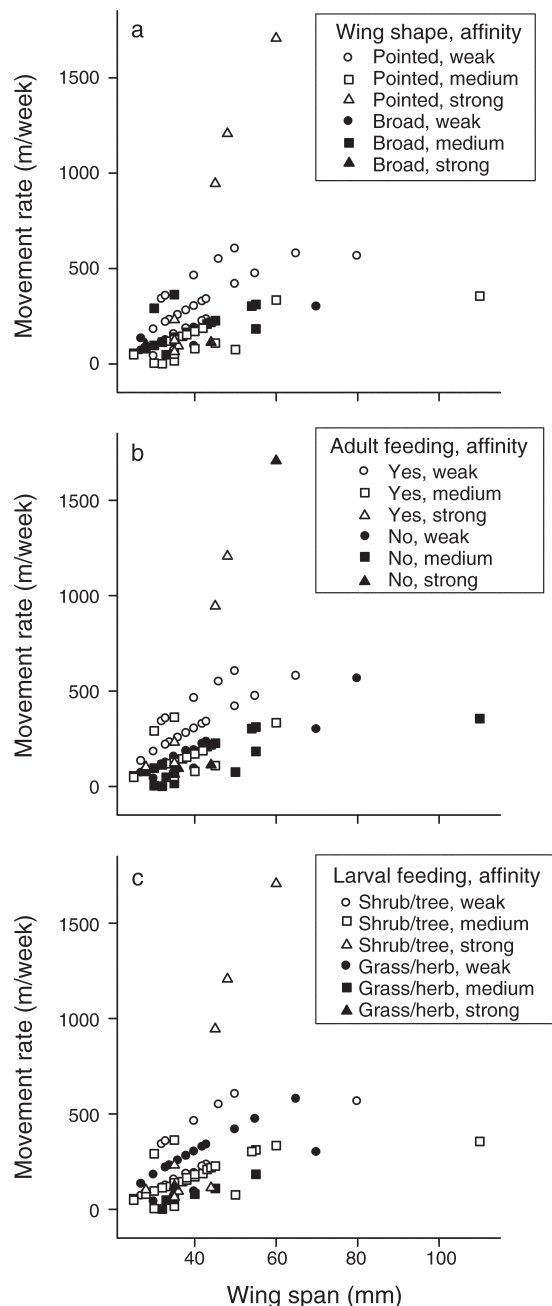 a
Wing shape, affinity
Pointed, weak
Pointed, medium
Pointed, strong
Broad, weak
Broad, medium
Broad, strong
Movement rate (m/week)
1500
1000
500
0
b
Adult feeding, affinity
Yes, weak
Yes, medium
Yes, strong
No, weak
No, medium
No, strong
Movement rate (m/week)
1500
1000
500
0
c
Larval feeding, affinity
Shrub/tree, weak
Shrub/tree, medium
Shrub/tree, strong
Grass/herb, weak
Grass/herb, medium
Grass/herb, strong
Movement rate (m/week)
1500
1000
500
0
40 60 80 100
Wing span (mm)